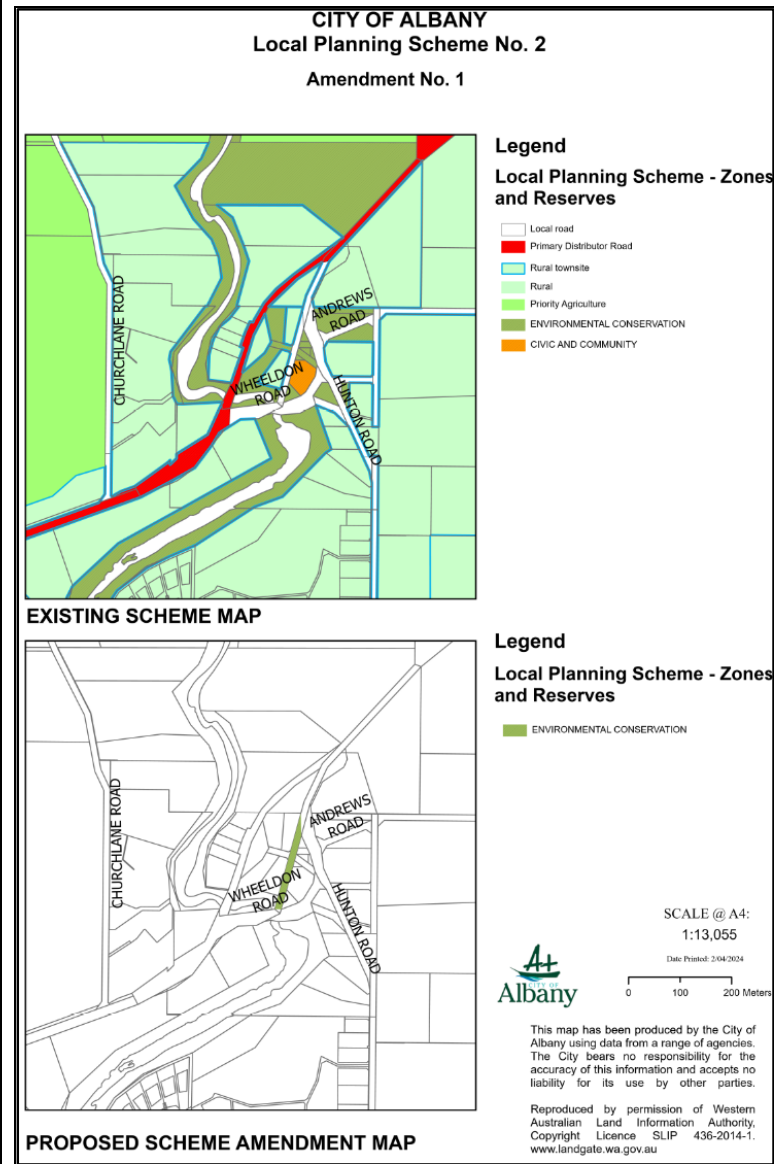 CITY OF ALBANY
Local Planning Scheme No. 2
Amendment No. 1
Legend
Local Planning Scheme - Zones
and Reserves
Local road
Primary Distributor Road
Rural townsite
Rural
Priority Agriculture
ENVIRONMENTAL CONSERVATION
CIVIC AND COMMUNITY
CHURCHLANE ROAD
ANDREWS
ROAD
WHEELDON
ROAD
HUNTON ROAD
EXISTING SCHEME MAP
Legend
Local Planning Scheme - Zones
and Reserves
ENVIRONMENTAL CONSERVATION
CHURCHLANE ROAD
ANDREWS
ROAD
WHEELDON
ROAD
HUNTON ROAD
SCALE @ A4:
1:13,055
Date Printed: 2/04/2024
CITY OF
Albany
0 100 200 Meters
This map has been produced by the City of
Albany using data from a range of agencies.
The City bears no responsibility for the
accuracy of this information and accepts no
liability for its use by other parties.
Reproduced by permission of Western
Australian Land Information Authority,
Copyright Licence SLIP 436-2014-1.
www.landgate.wa.gov.au
PROPOSED SCHEME AMENDMENT MAP